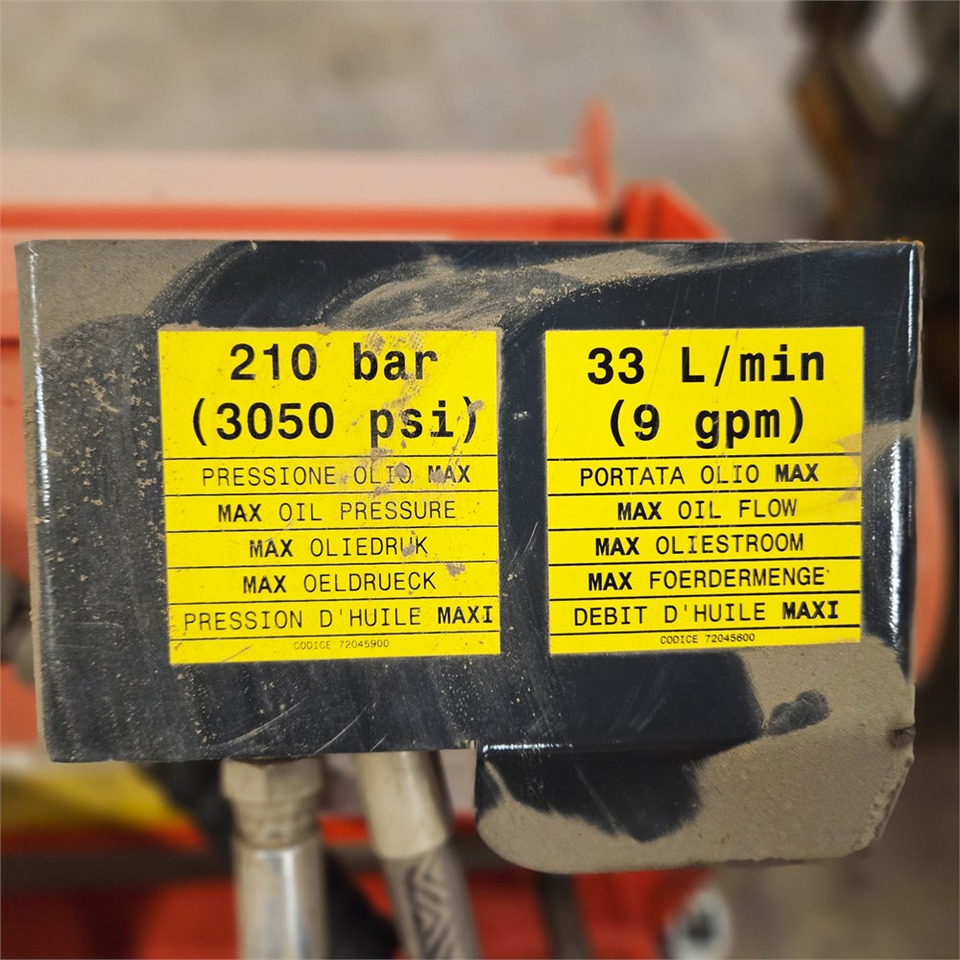 210 bar
(3050 psi)
PRESSIONE OLIO MAX
MAX OIL PRESSURE
MAX OLIEDRUK
MAX OELDRUECK
PRESSION D'HUILE MAXI
CODICE 72045900
33 L/min
(9 gpm)
PORTATA OLIO MAX
MAX OIL FLOW
MAX OLIESTROOM
MAX FOERDERMENGE
DEBIT D'HUILE MAXI
CODICE 72045800